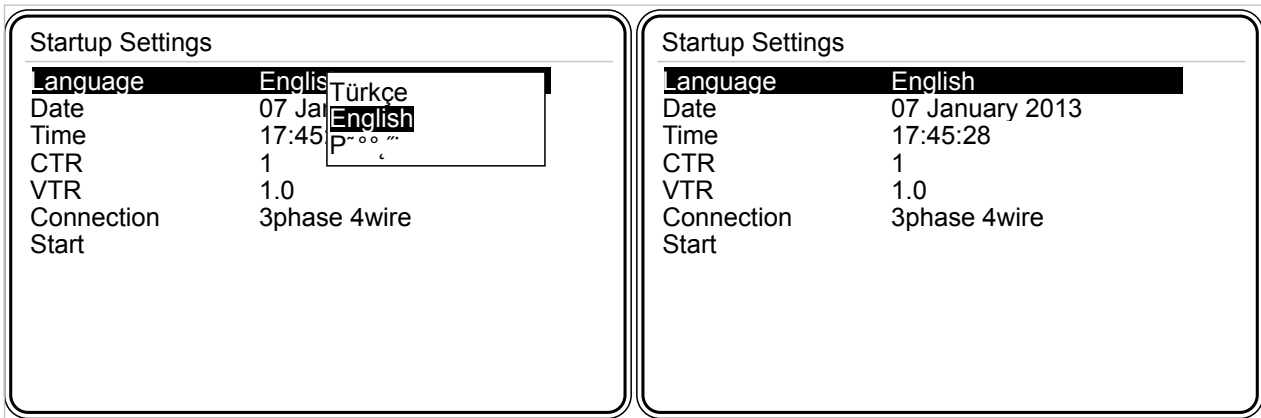 Startup Settings
Language Englis
Date 07 Jan
Time 17:45:
CTR 1
VTR 1.0
Connection 3phase 4wire
Start
Türkçe
English
Startup Settings
Language English
Date 07 January 2013
Time 17:45:28
CTR 1
VTR 1.0
Connection 3phase 4wire
Start